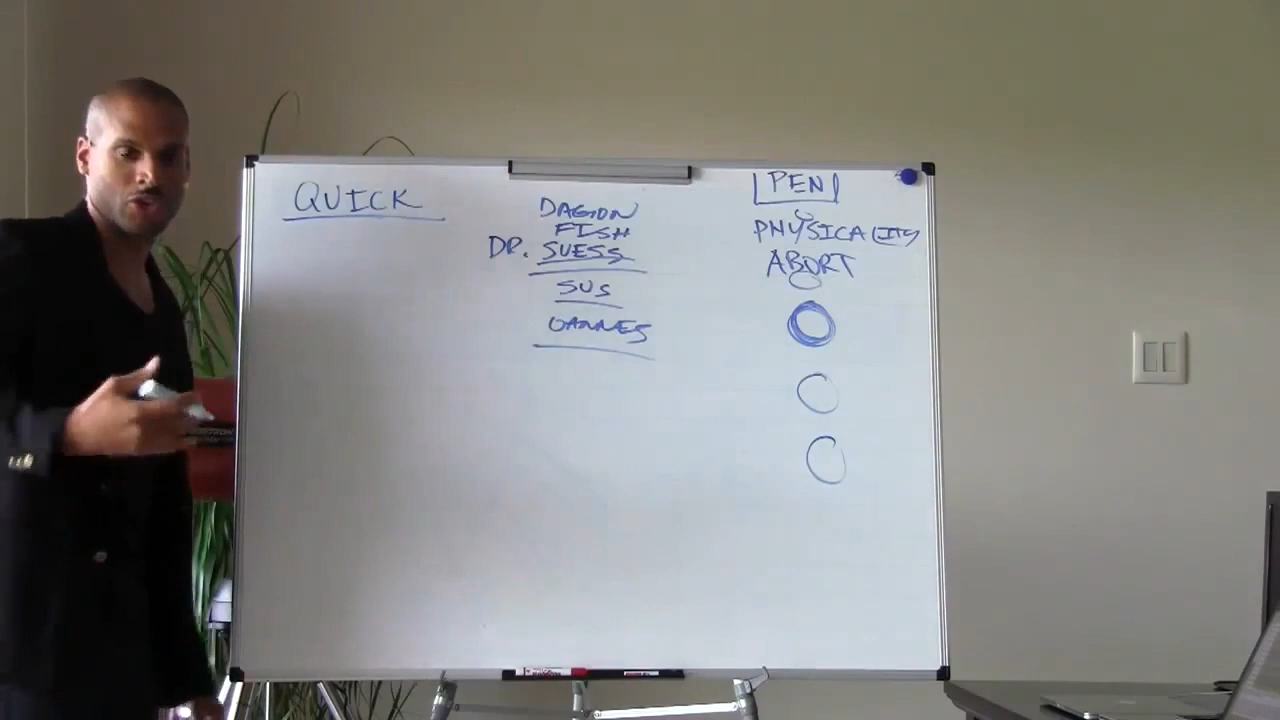 QUICK
DAGON
FISH
DR. SUESS
SUS
OANNES
PEN
PHYSICALITY
ABORT